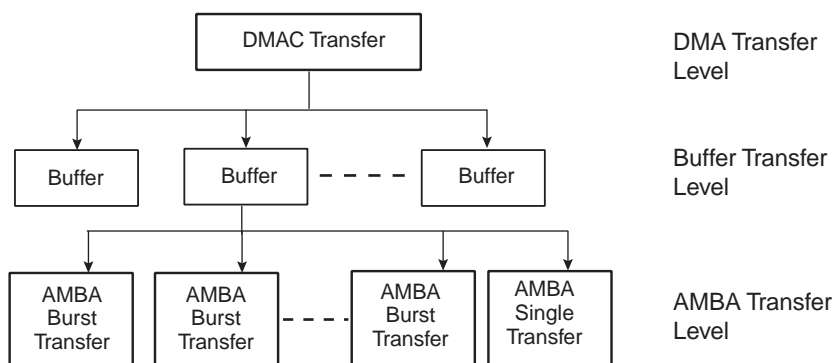 DMAC Transfer
DMA Transfer
Level
Buffer
Buffer
Buffer
Buffer Transfer
Level
AMBA
Burst
Transfer
AMBA
Burst
Transfer
AMBA
Burst
Transfer
AMBA
Single
Transfer
AMBA Transfer
Level